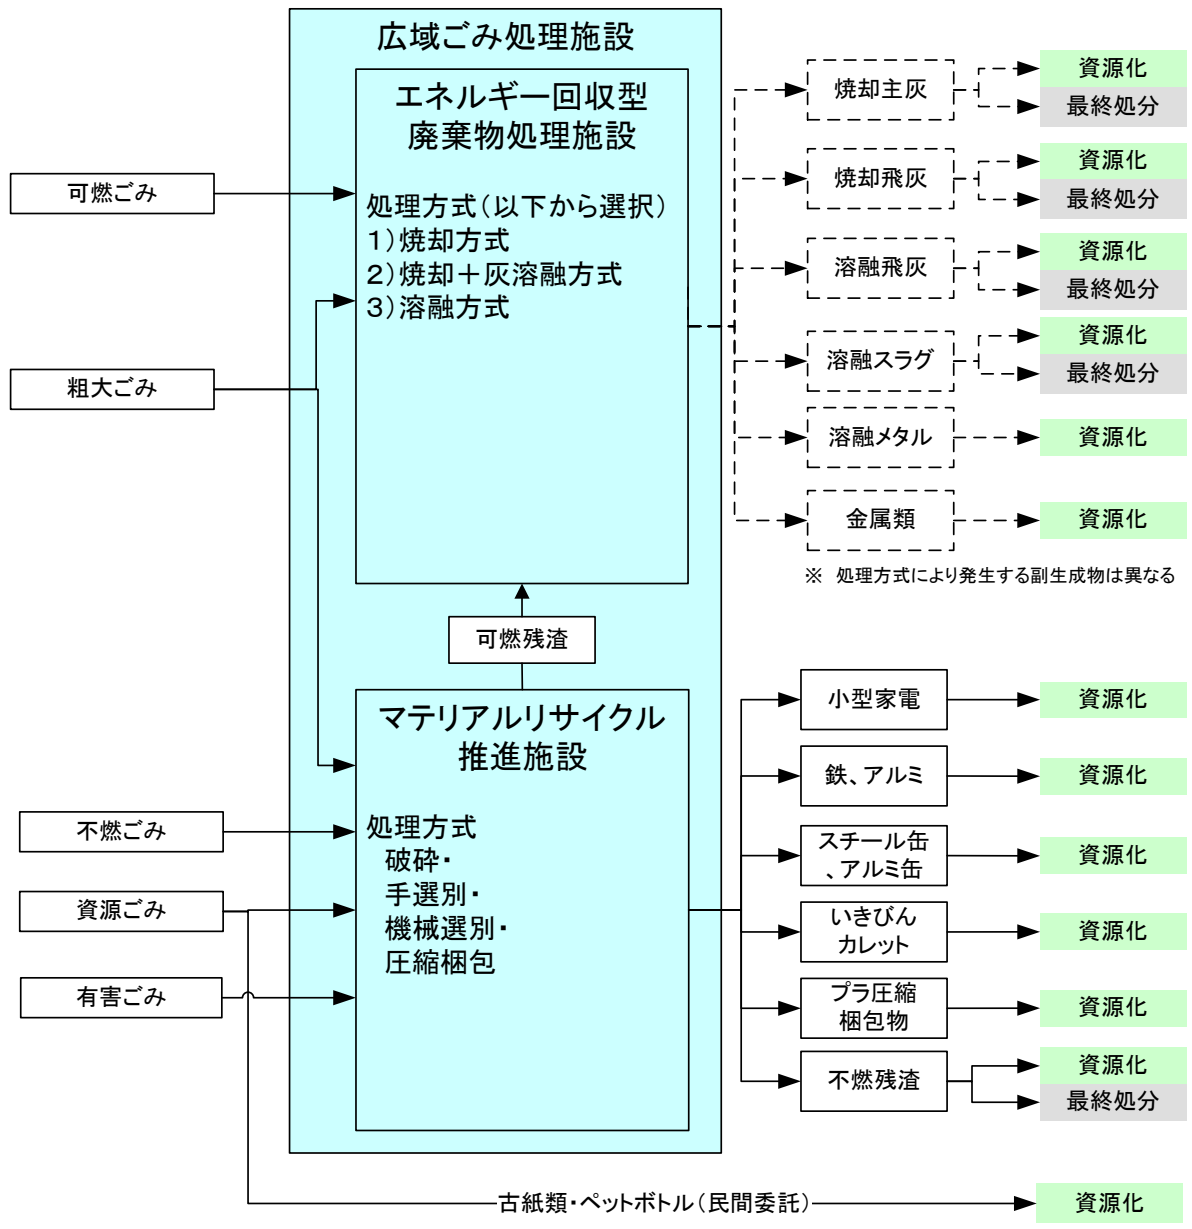 広域ごみ処理施設
エネルギー回収型
廃棄物処理施設
処理方式（以下から選択）
１）焼却方式
２）焼却＋灰溶融方式
３）溶融方式
可燃ごみ
粗大ごみ
焼却主灰
資源化
最終処分
焼却飛灰
資源化
最終処分
溶融飛灰
資源化
最終処分
溶融スラグ
資源化
最終処分
溶融メタル
資源化
金属類
資源化
※　処理方式により発生する副生成物は異なる
可燃残渣
マテリアルリサイクル
推進施設
処理方式
破砕・
手選別・
機械選別・
圧縮梱包
不燃ごみ
資源ごみ
有害ごみ
小型家電
資源化
鉄、アルミ
資源化
スチール缶
、アルミ缶
資源化
いきびん
カレット
資源化
プラ圧縮
梱包物
資源化
不燃残渣
資源化
最終処分
古紙類・ペットボトル（民間委託）
資源化